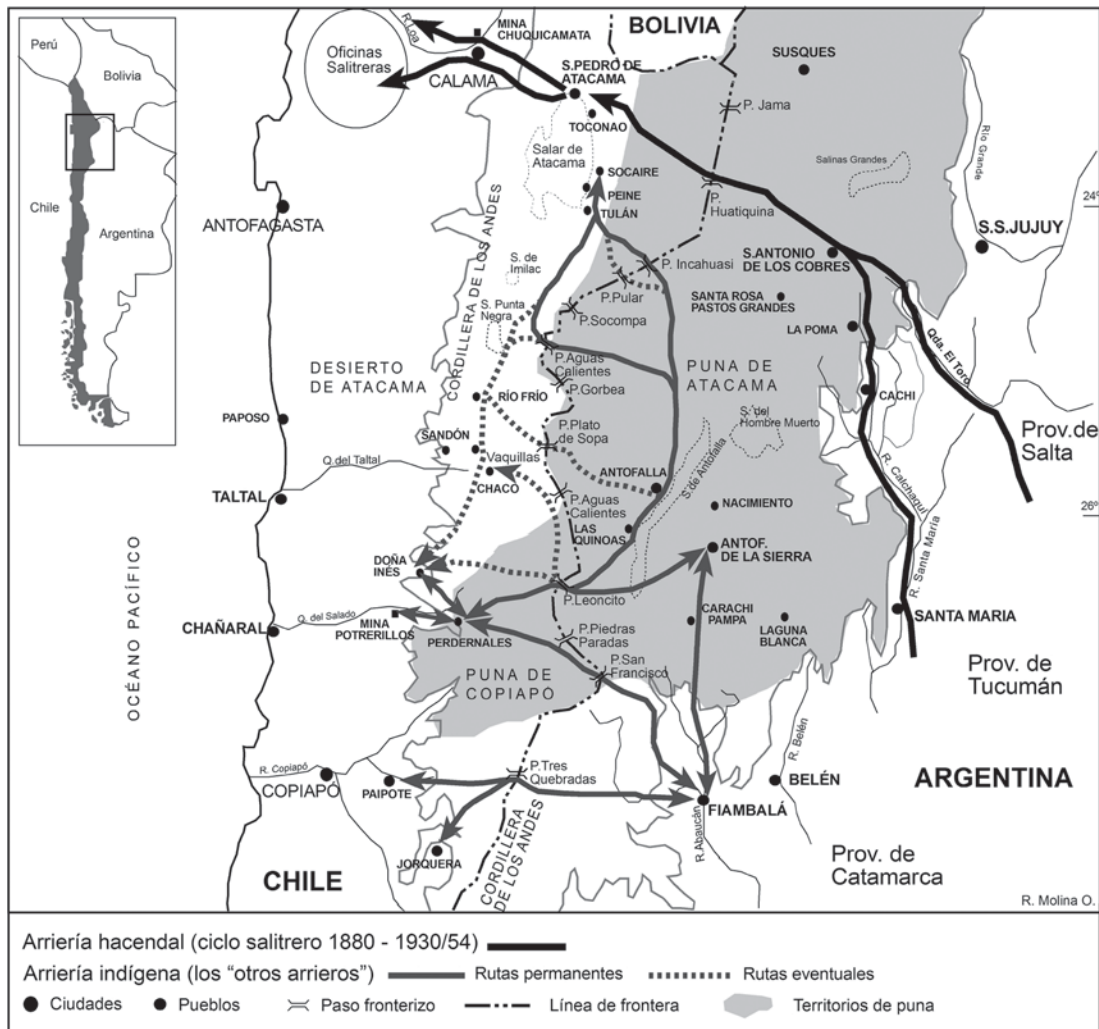 Perú
Bolivia
Chile
Argentina
BOLIVIA
R.Loa
MINA
CHUQUICAMATA
Oficinas
Salitreras
CALAMA
S.PEDRO DE
ATACAMA
SUSQUES
P. Jama
TOCONAO
Salar de
Atacama
Salinas Grandes
Río Grande
SOCAIRE
PEINE
TULÁN
P.
Huatiquina
24º
ANTOFAGASTA
CORDILLERA DE LOS ANDES
S.S.JUJUY
S. de
Imilac
P. Incahuasi
S.ANTONIO
DE LOS COBRES
P.Pular
SANTA ROSA
PASTOS GRANDES
S. Punta
Negra
P.Socompa
LA POMA
Qda. El Toro
DESIERTO
DE ATACAMA
P.Aguas
Calientes
PUNA DE
ATACAMA
P.Gorbea
RÍO FRÍO
CACHI
PAPOSO
S. del
Hombre Muerto
P.Plato
de Sopa
SANDÓN
Vaquillas
Prov.de
Salta
Q.del Taltal
CHACO
ANTOFALLA
S.de Antofalla
R. Calchaquí
TALTAL
P.Aguas
Calientes
NACIMIENTO
26º
LAS
QUINOAS
ANTOF.
DE LA SIERRA
R. Santa María
OCÉANO PACÍFICO
DOÑA
INÉS
P.Leoncito
Q. del Salado
CHAÑARAL
MINA
POTRERILLOS
PERDERNALES
CARACHI
PAMPA
LAGUNA
BLANCA
SANTA MARIA
P.Piedras
Paradas
P.San
Francisco
Prov. de
Tucumán
PUNA DE
COPIAPÓ
R. Belén
R. Copiapó
COPIAPÓ
PAIPOTE
P.Tres
Quebradas
BELÉN
ARGENTINA
FIAMBALÁ
R.Abaucán
JORQUERA
CORDILLERA
DE LOS ANDES
CHILE
Prov. de
Catamarca
R. Molina O.
Arriería hacendal (ciclo salitrero 1880 - 1930/54)
Arriería indígena (los “otros arrieros”) Rutas permanentes Rutas eventuales
Ciudades Pueblos Paso fronterizo Línea de frontera Territorios de puna